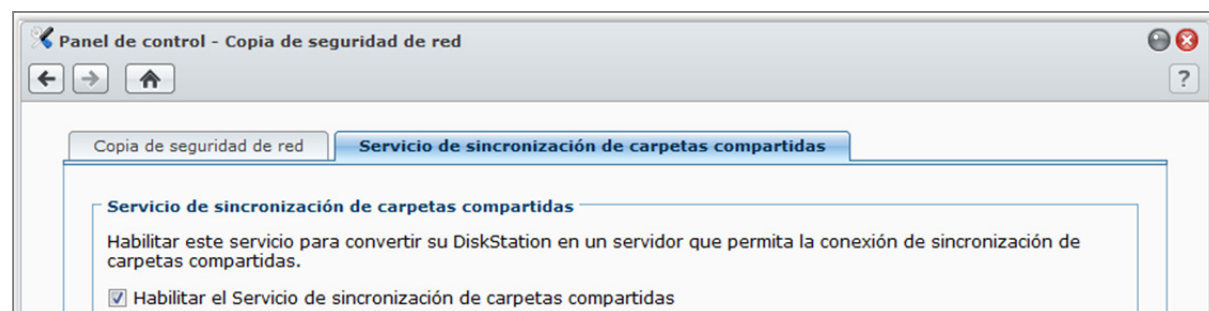 Panel de control - Copia de seguridad de red
?
Copia de seguridad de red
Servicio de sincronización de carpetas compartidas
Servicio de sincronización de carpetas compartidas
Habilitar este servicio para convertir su DiskStation en un servidor que permita la conexión de sincronización de
carpetas compartidas.
Habilitar el Servicio de sincronización de carpetas compartidas